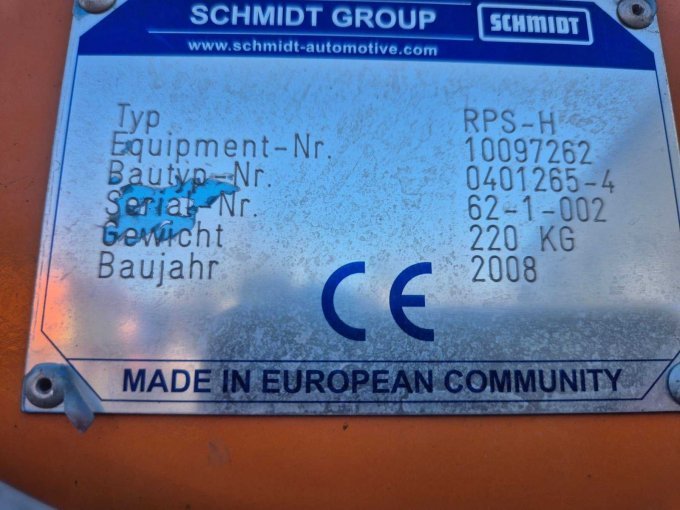 SCHMIDT GROUP SCHMIDT
www.schmidt-automotive.com
Typ RPS-H
Equipment-Nr. 10097262
Bautyp-Nr. 0401265-4
Serial-Nr. 62-1-002
Gewicht 220 KG
Baujahr 2008
CE
MADE IN EUROPEAN COMMUNITY